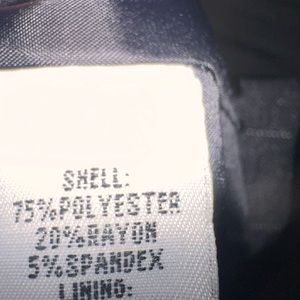 SHELL:
75%POLYESTER
20%RAYON
5%SPANDEX
LINING: